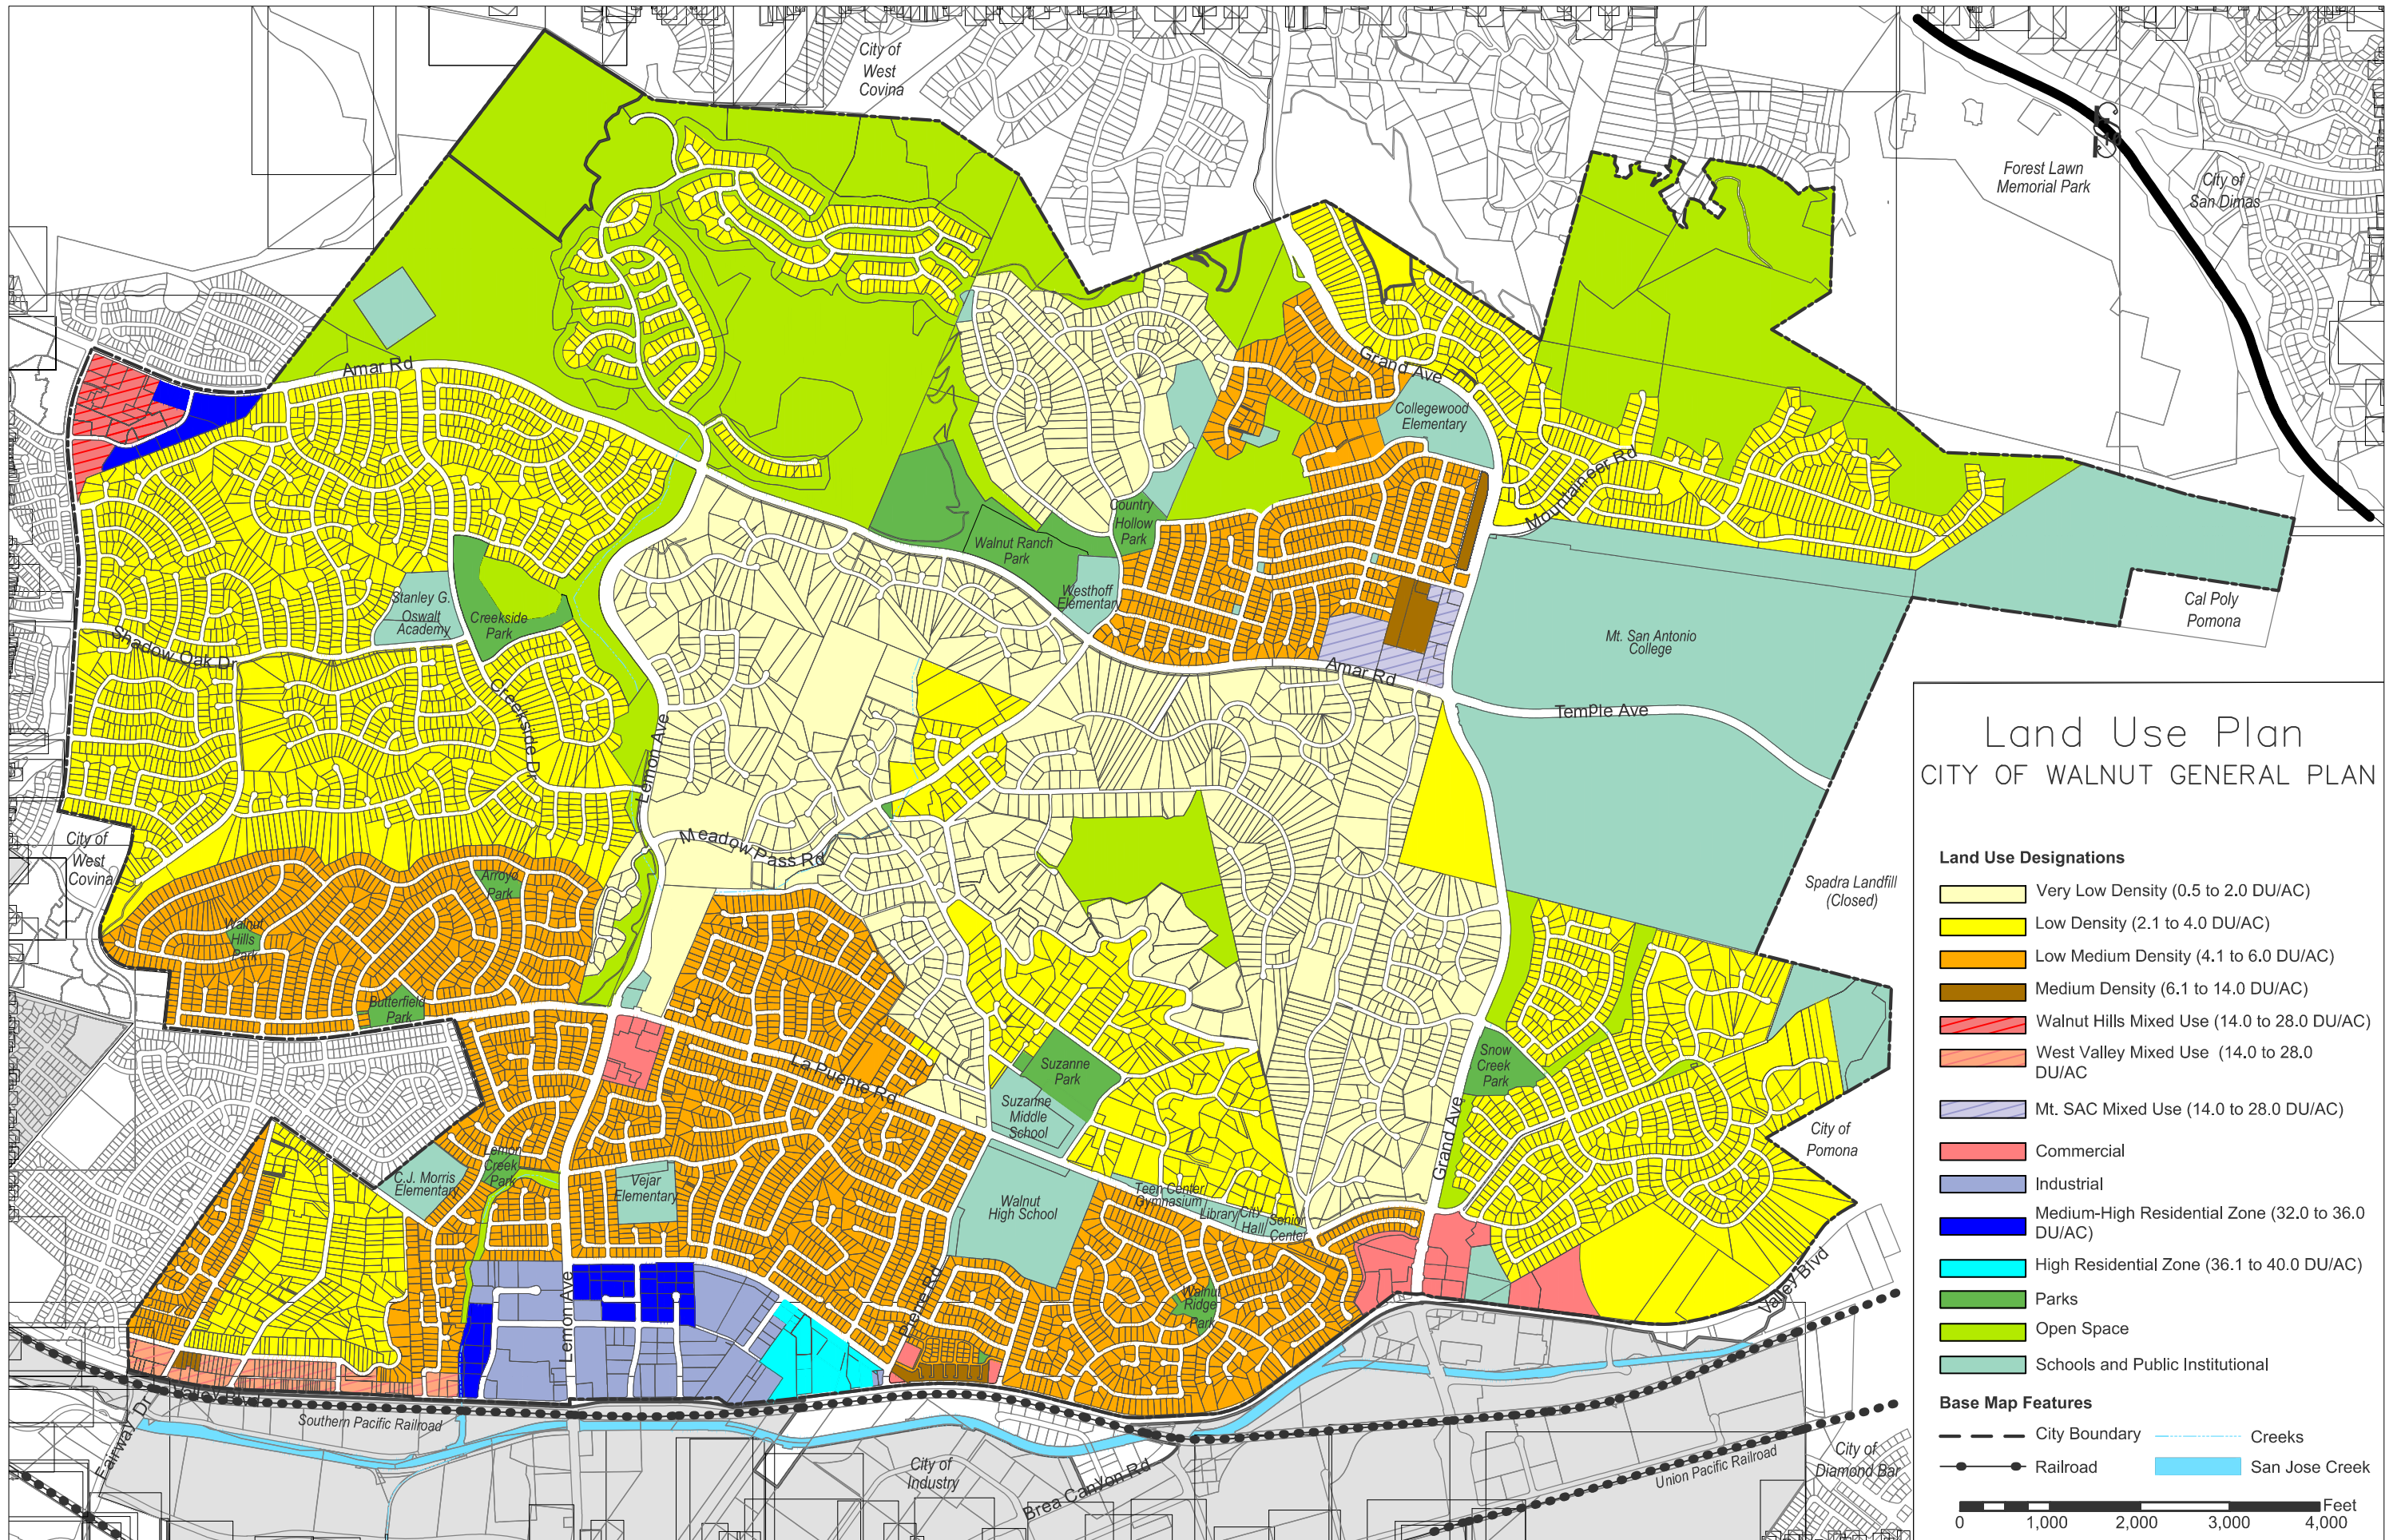 City of
West
Covina
Forest Lawn
Memorial Park
City of
San Dimas
Amar Rd
Grand Ave
Collegewood
Elementary
Mountaineer Rd
Country
Hollow
Park
Walnut Ranch
Park
Westhoff
Elementary
Stanley G.
Oswalt
Academy
Creekside
Park
Shadow Oak Dr
Creekside Dr
Lemon Ave
Amar Rd
Mt. San Antonio
College
Temple Ave
Cal Poly
Pomona
City of
West
Covina
Meadow Pass Rd
Arroyo
Park
Walnut
Hills
Park
Butterfield
Park
Spadra Landfill
(Closed)
La Puente Rd
Suzanne
Park
Suzanne
Middle
School
Snow
Creek
Park
Grand Ave
City of
Pomona
Lemon
Creek
Park
C.J. Morris
Elementary
Vejar
Elementary
Walnut
High School
Teen Center/
Gymnasium
Library
City
Hall
Senior
Center
Walnut
Ridge
Park
Pierre Rd
Lemon Ave
Valley Blvd
Valley Blvd
Fairway Dr
Southern Pacific Railroad
City of
Industry
Brea Canyon Rd
Union Pacific Railroad
City of
Diamond Bar
Land Use Plan
CITY OF WALNUT GENERAL PLAN
Land Use Designations
Very Low Density (0.5 to 2.0 DU/AC)
Low Density (2.1 to 4.0 DU/AC)
Low Medium Density (4.1 to 6.0 DU/AC)
Medium Density (6.1 to 14.0 DU/AC)
Walnut Hills Mixed Use (14.0 to 28.0 DU/AC)
West Valley Mixed Use (14.0 to 28.0
DU/AC
Mt. SAC Mixed Use (14.0 to 28.0 DU/AC)
Commercial
Industrial
Medium-High Residential Zone (32.0 to 36.0
DU/AC)
High Residential Zone (36.1 to 40.0 DU/AC)
Parks
Open Space
Schools and Public Institutional
Base Map Features
City Boundary
Creeks
Railroad
San Jose Creek
Feet
0 1,000 2,000 3,000 4,000